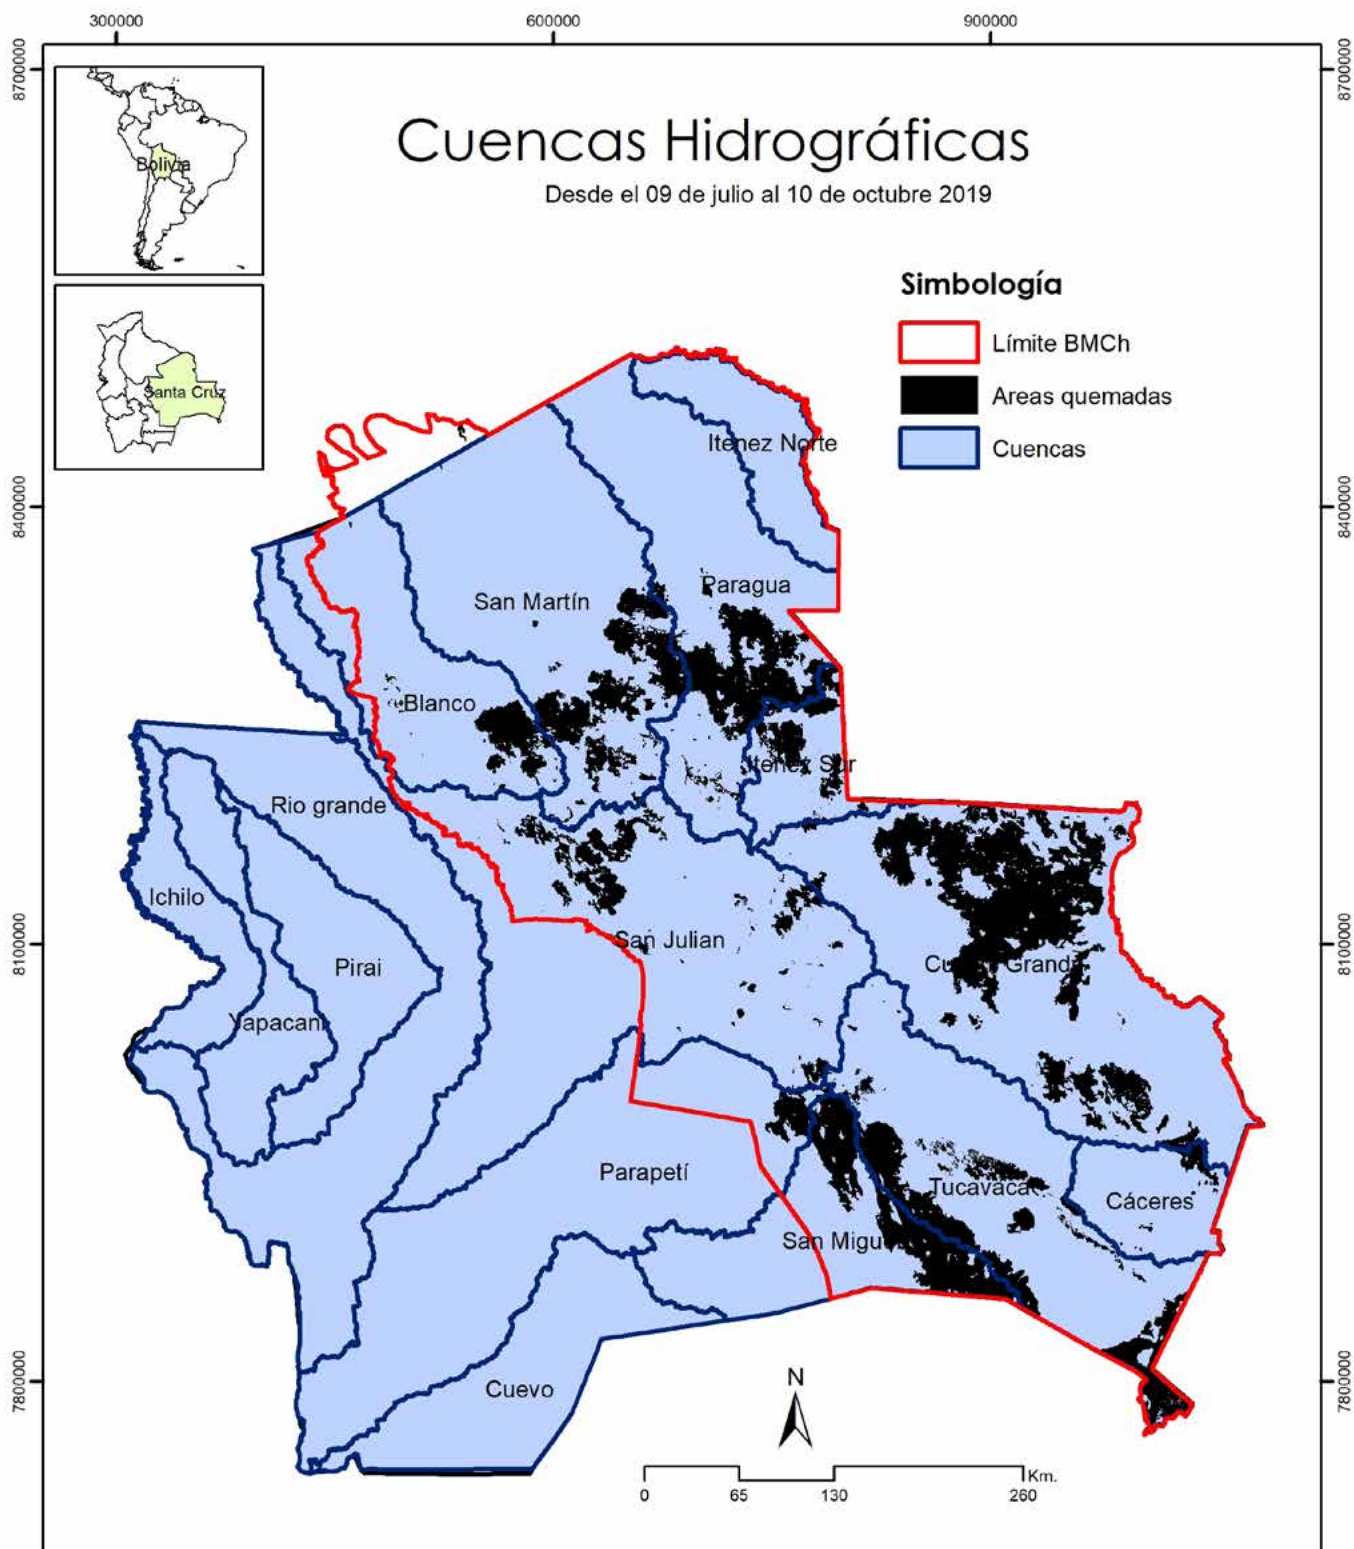 300000
600000
900000
8700000
8700000
Bolivia
Cuencas Hidrográficas
Desde el 09 de julio al 10 de octubre 2019
Simbología
Límite BMCh
Areas quemadas
Cuencas
Santa Cruz
Itenez Norte
8400000
8400000
San Martín
Paragua
Blanco
Itenez Sur
Rio grande
Ichilo
San Julian
8100000
8100000
Pirai
Yapacani
Parapetí
Tucavaca
Cáceres
Cuevo
7800000
7800000
N
Km.
0
65
130
260